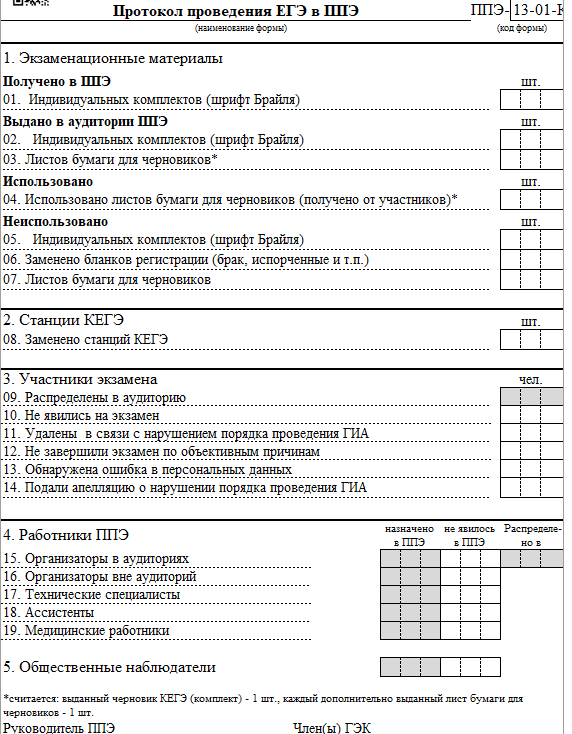 Протокол проведения ЕГЭ в ППЭ
ППЭ- 13-01-К
(наименование формы)
(код формы)
1. Экзаменационные материалы
Получено в ППЭ
шт.
01. Индивидуальных комплектов (шрифт Брайля)
Выдано в аудитории ППЭ
шт.
02. Индивидуальных комплектов (шрифт Брайля)
03. Листов бумаги для черновиков*
Использовано
шт.
04. Использовано листов бумаги для черновиков (получено от участников)*
Неиспользовано
шт.
05. Индивидуальных комплектов (шрифт Брайля)
06. Заменено бланков регистрации (брак, испорченные и т.п.)
07. Листов бумаги для черновиков
2. Станции КЕГЭ
шт.
08. Заменено станций КЕГЭ
3. Участники экзамена
чел.
09. Распределены в аудиторию
10. Не явились на экзамен
11. Удалены в связи с нарушением порядка проведения ГИА
12. Не завершили экзамен по объективным причинам
13. Обнаружена ошибка в персональных данных
14. Подали апелляцию о нарушении порядка проведения ГИА
4. Работники ППЭ
назначено в ППЭ
не явилось в ППЭ
Распределе-но в
15. Организаторы в аудиториях
16. Организаторы вне аудиторий
17. Технические специалисты
18. Ассистенты
19. Медицинские работники
5. Общественные наблюдатели
*считается: выданный черновик КЕГЭ (комплект) - 1 шт., каждый дополнительно выданный лист бумаги для
черновиков - 1 шт.
Руководитель ППЭ
Член(ы) ГЭК